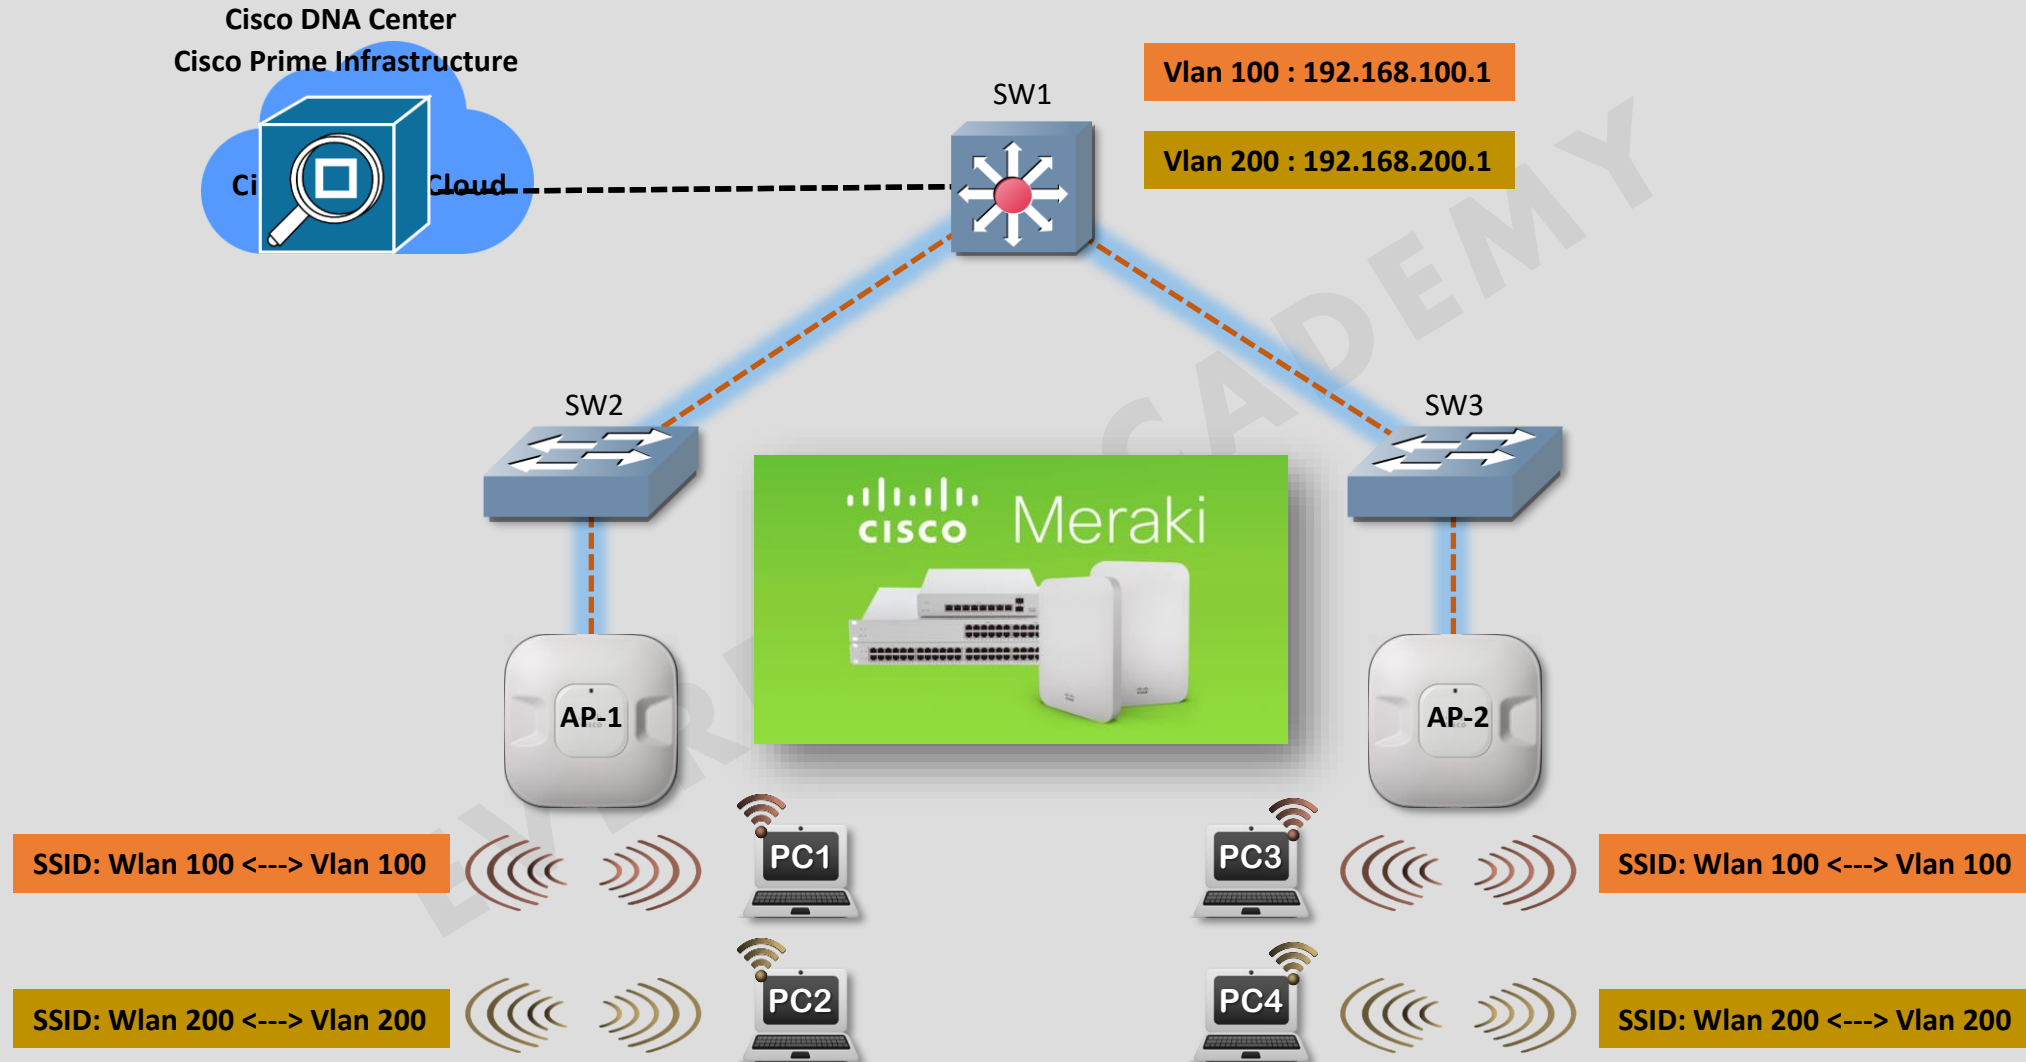 Cisco DNA Center
Cisco Prime Infrastructure
Ci Cloud
SW1
Vlan 100 : 192.168.100.1
Vlan 200 : 192.168.200.1
SW2
SW3
CISCO Meraki
AP-1
AP-2
PC1
PC3
SSID: Wlan 100 <---> Vlan 100
SSID: Wlan 100 <---> Vlan 100
PC2
PC4
SSID: Wlan 200 <---> Vlan 200
SSID: Wlan 200 <---> Vlan 200